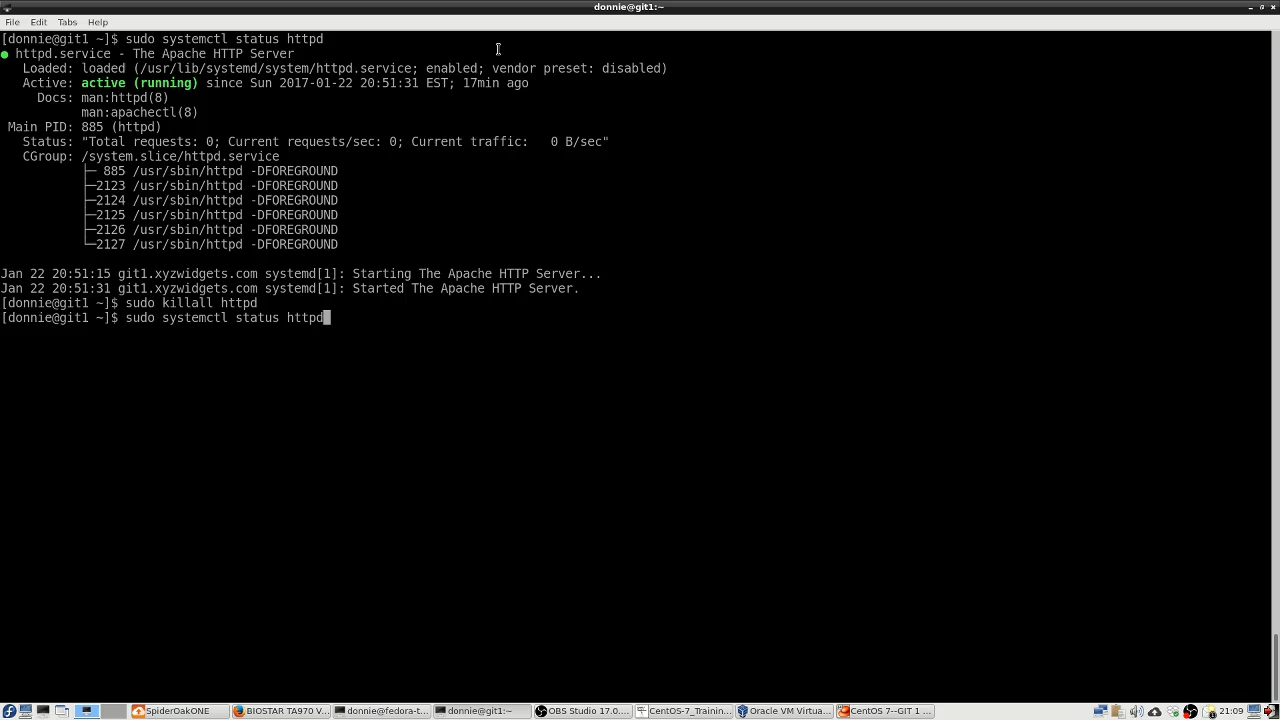 donnie@git1:~
File Edit Tabs Help
[donnie@git1 ~]$ sudo systemctl status httpd
● httpd.service - The Apache HTTP Server
   Loaded: loaded (/usr/lib/systemd/system/httpd.service; enabled; vendor preset: disabled)
   Active: active (running) since Sun 2017-01-22 20:51:31 EST; 17min ago
     Docs: man:httpd(8)
           man:apachectl(8)
 Main PID: 885 (httpd)
   Status: "Total requests: 0; Current requests/sec: 0; Current traffic:   0 B/sec"
   CGroup: /system.slice/httpd.service
           ├─ 885 /usr/sbin/httpd -DFOREGROUND
           ├─2123 /usr/sbin/httpd -DFOREGROUND
           ├─2124 /usr/sbin/httpd -DFOREGROUND
           ├─2125 /usr/sbin/httpd -DFOREGROUND
           ├─2126 /usr/sbin/httpd -DFOREGROUND
           └─2127 /usr/sbin/httpd -DFOREGROUND
Jan 22 20:51:15 git1.xyzwidgets.com systemd[1]: Starting The Apache HTTP Server...
Jan 22 20:51:31 git1.xyzwidgets.com systemd[1]: Started The Apache HTTP Server.
[donnie@git1 ~]$ sudo killall httpd
[donnie@git1 ~]$ sudo systemctl status httpd
SpiderOakONE BIOSTAR TA970 V... donnie@fedora-t... donnie@git1:~ OBS Studio 17.0.... CentOS-7_Trainin... Oracle VM Virtua... CentOS 7--GIT 1 ... 21:09